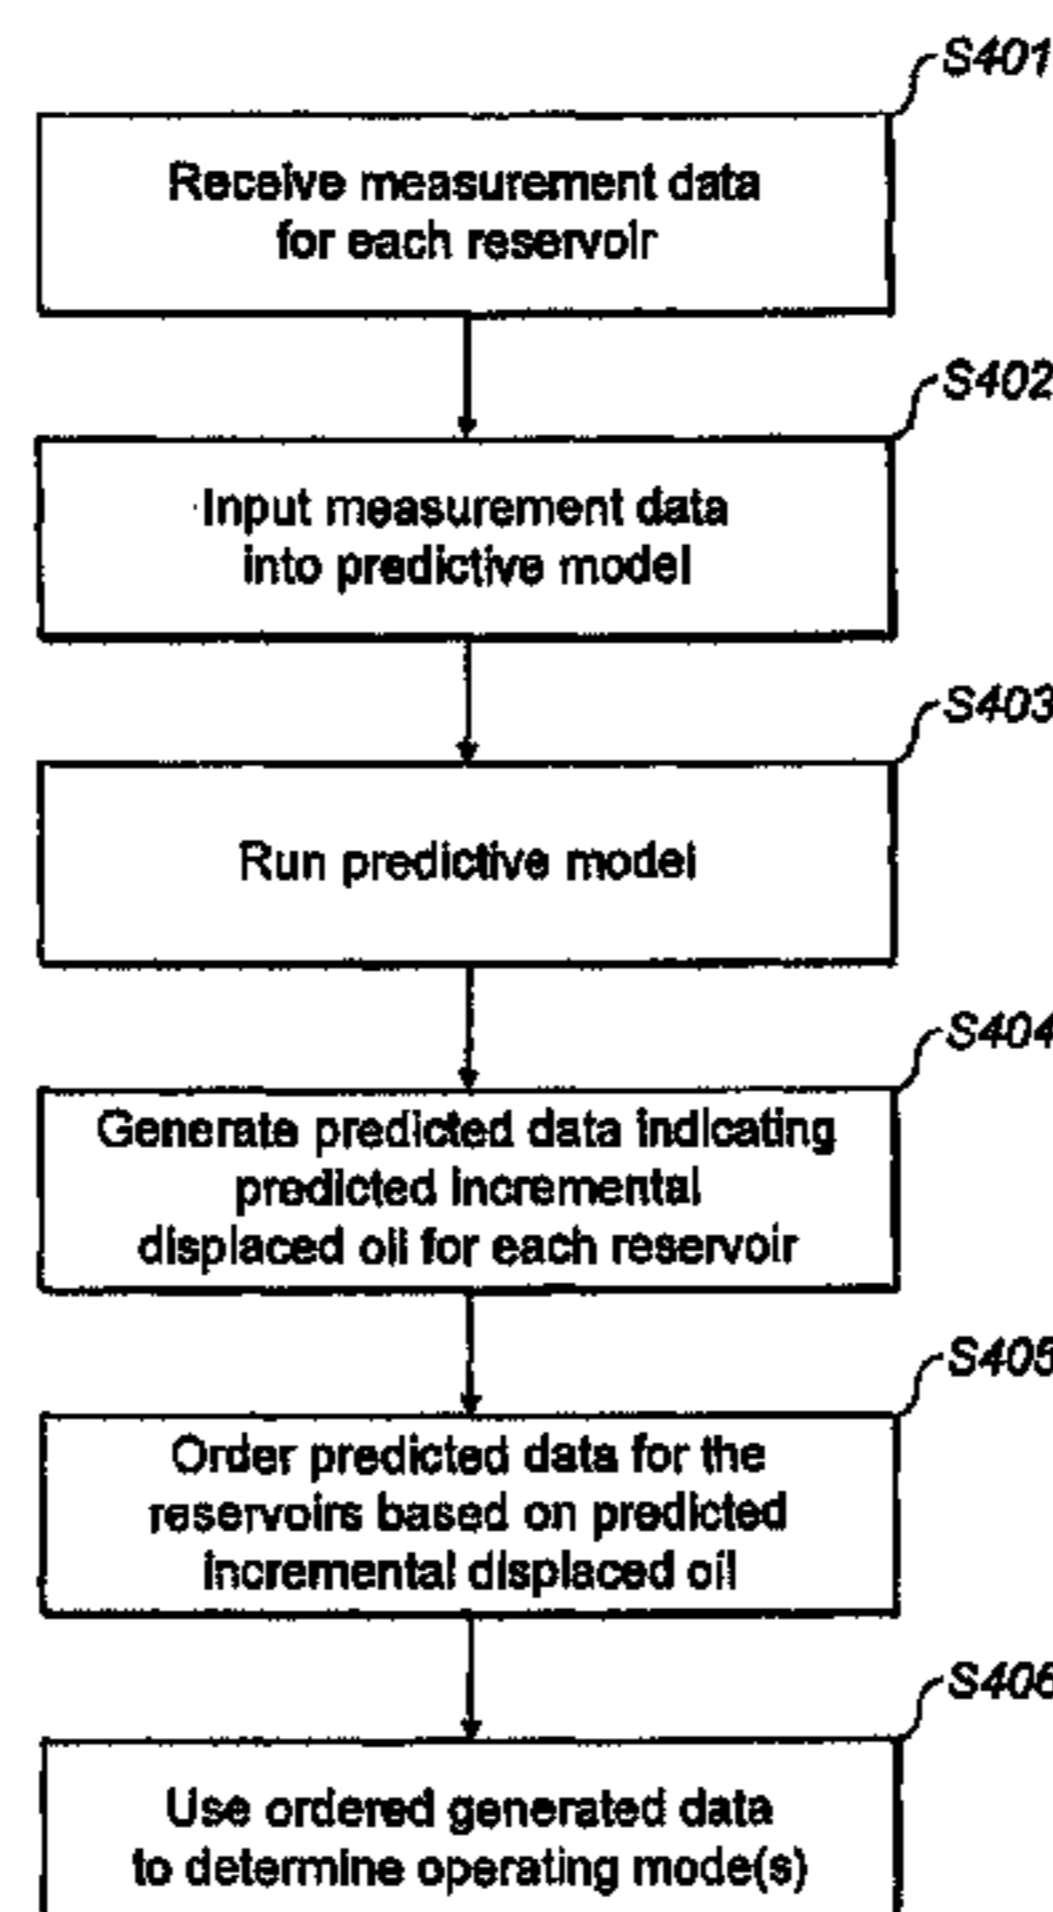 S401
Receive measurement data
for each reservoir
S402
Input measurement data
into predictive model
S403
Run predictive model
S404
Generate predicted data indicating
predicted incremental
displaced oil for each reservoir
S405
Order predicted data for the
reservoirs based on predicted
incremental displaced oil
S406
Use ordered generated data
to determine operating mode(s)